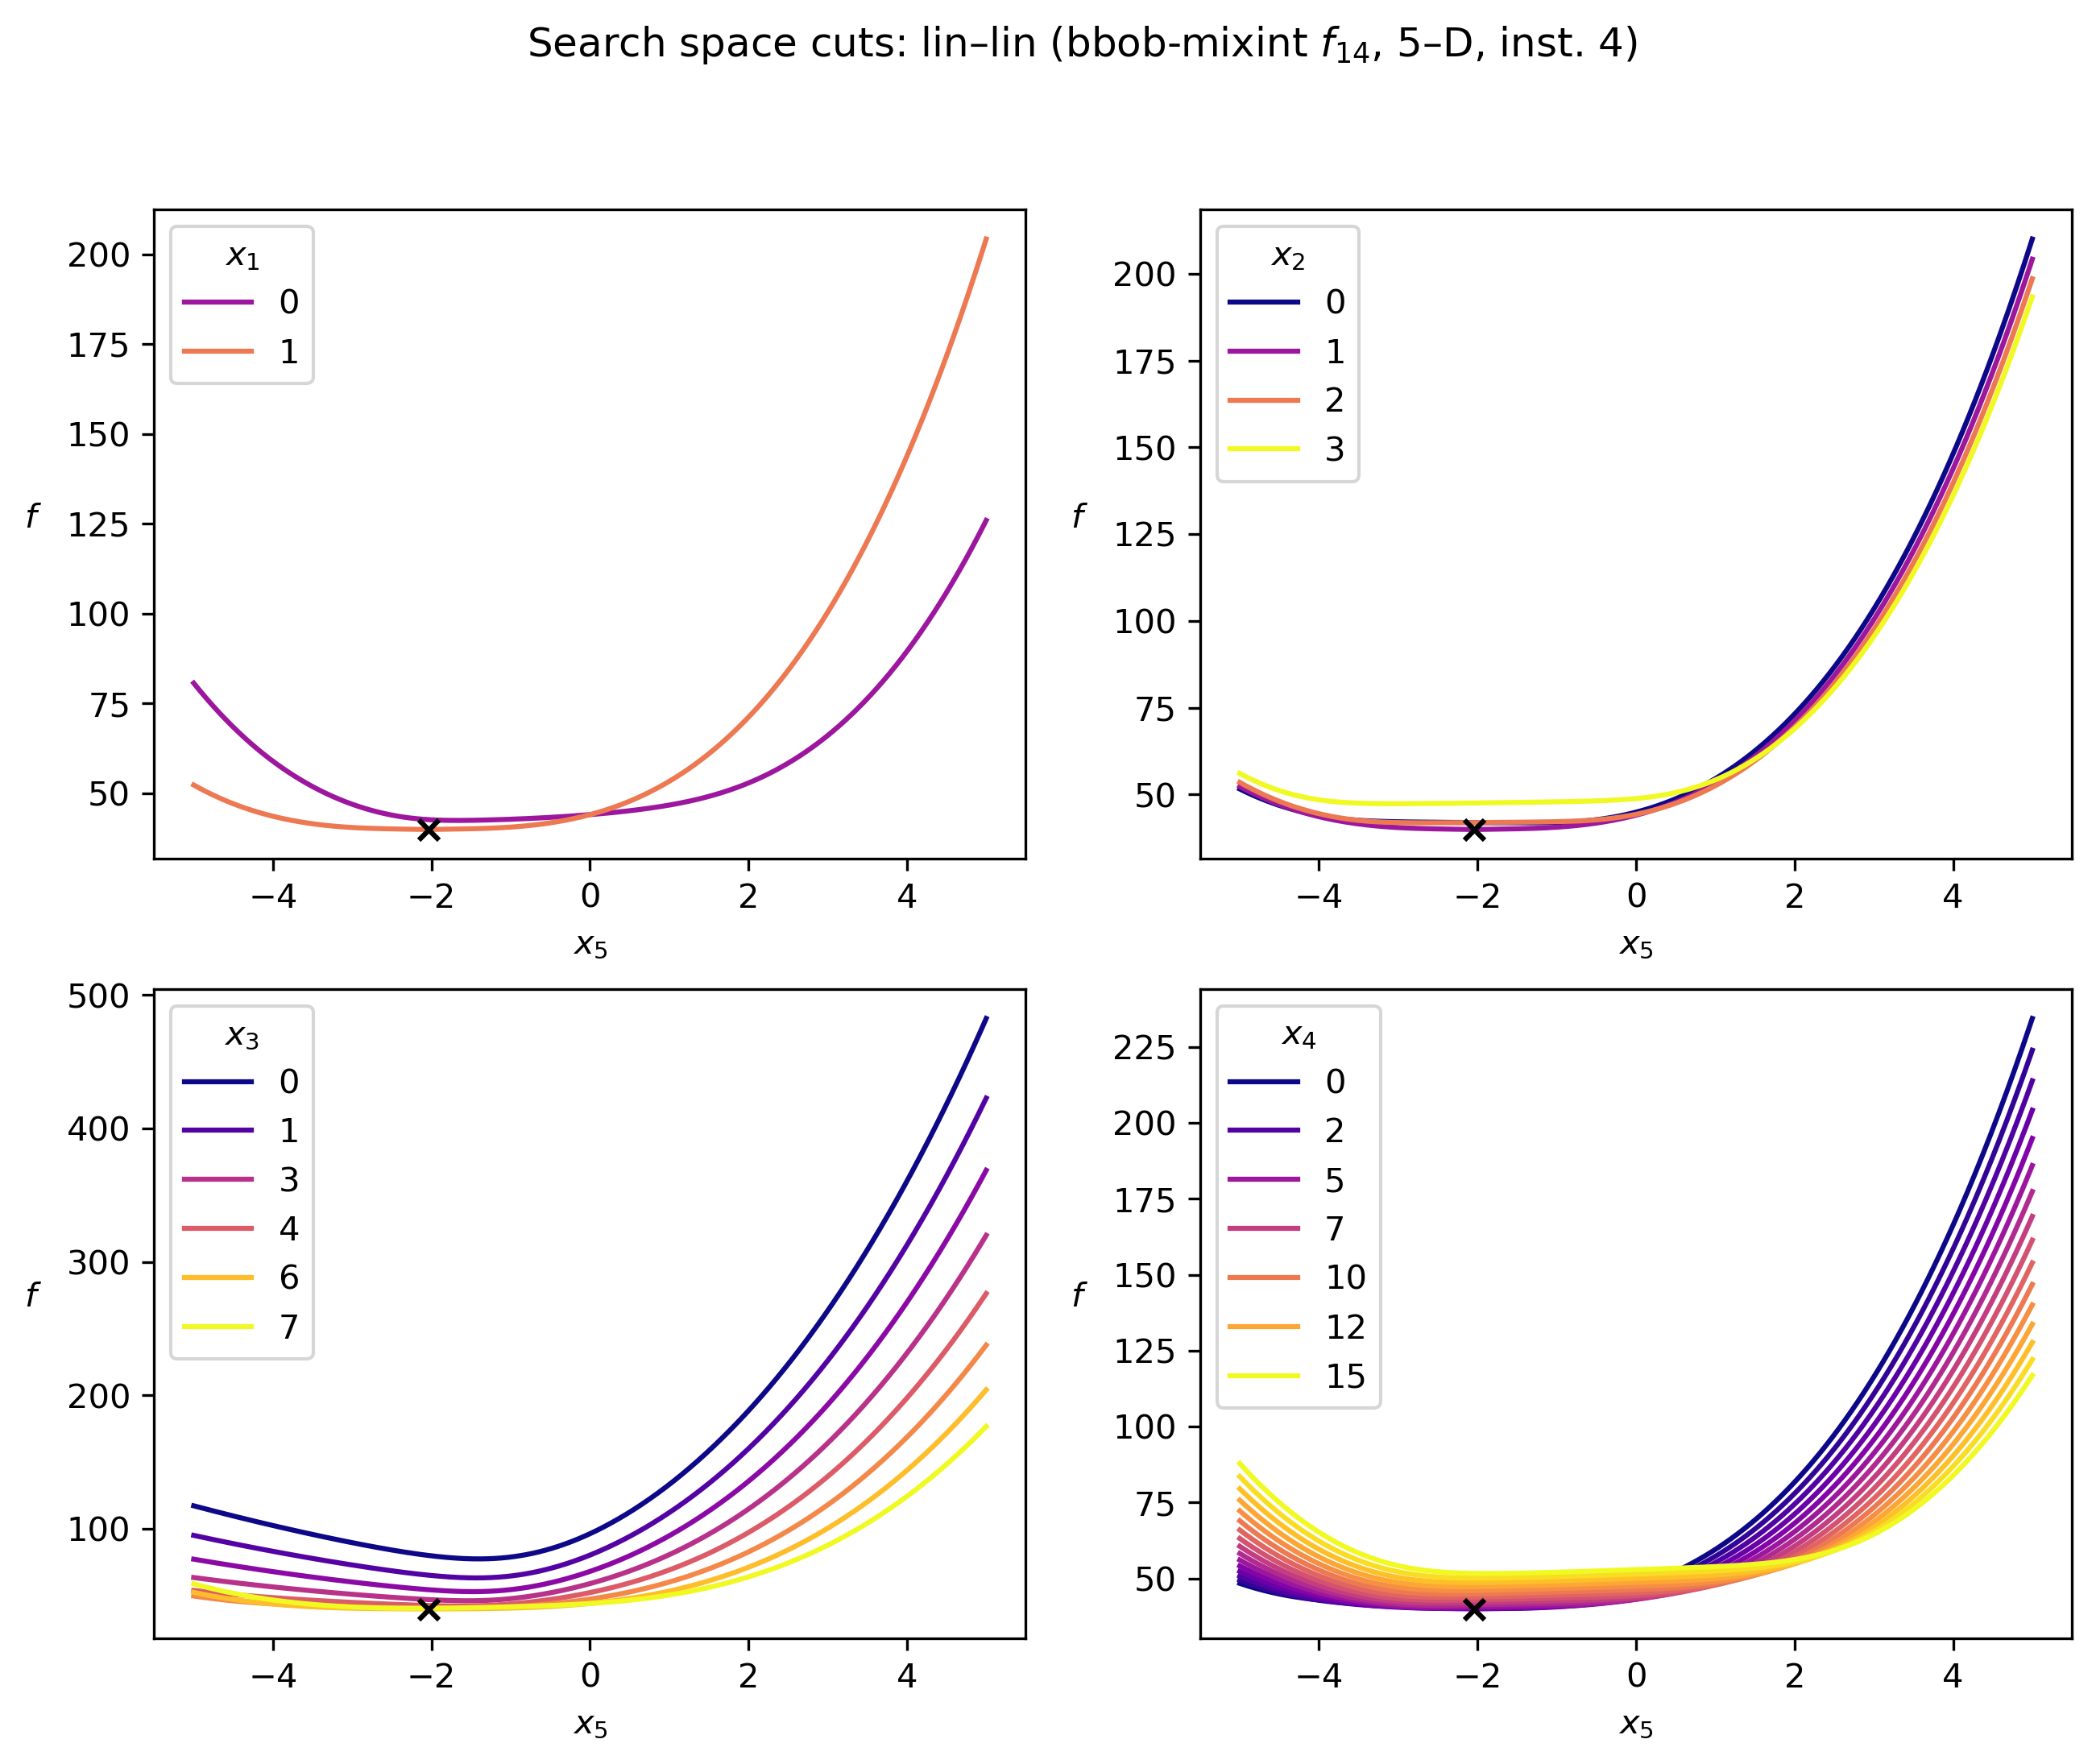 Search space cuts: lin–lin (bbob-mixint f₁₄, 5–D, inst. 4)
x₁
0
1
200
175
150
125
100
75
50
f
−4 −2 0 2 4
x₅
x₂
0
1
2
3
200
175
150
125
100
75
50
f
−4 −2 0 2 4
x₅
x₃
0
1
3
4
6
7
500
400
300
200
100
f
−4 −2 0 2 4
x₅
x₄
0
2
5
7
10
12
15
225
200
175
150
125
100
75
50
f
−4 −2 0 2 4
x₅